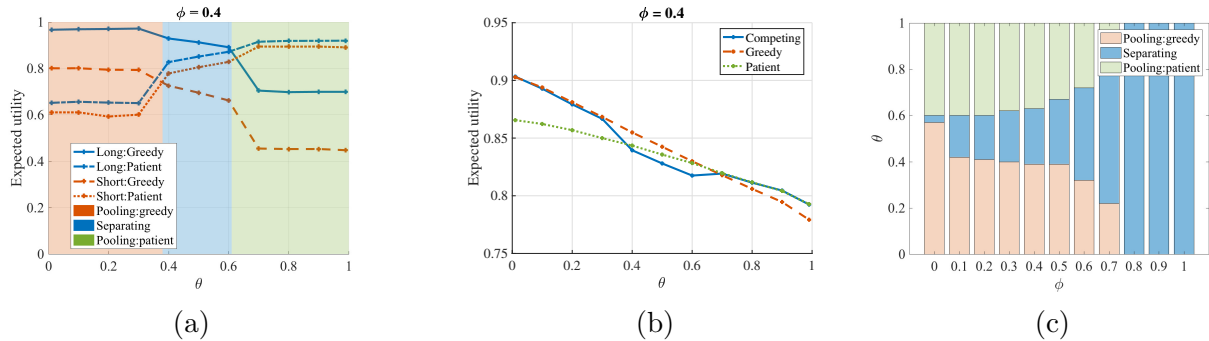 ϕ = 0.4
Expected utility
1
0.8
0.6
0.4
0.2
0
Long:Greedy
Long:Patient
Short:Greedy
Short:Patient
Pooling:greedy
Separating
Pooling:patient
0 0.2 0.4 0.6 0.8 1
θ
(a)
ϕ = 0.4
Expected utility
0.95
0.9
0.85
0.8
0.75
Competing
Greedy
Patient
0 0.2 0.4 0.6 0.8 1
θ
(b)
θ
1
0.8
0.6
0.4
0.2
0
Pooling:greedy
Separating
Pooling:patient
0 0.1 0.2 0.3 0.4 0.5 0.6 0.7 0.8 0.9 1
ϕ
(c)